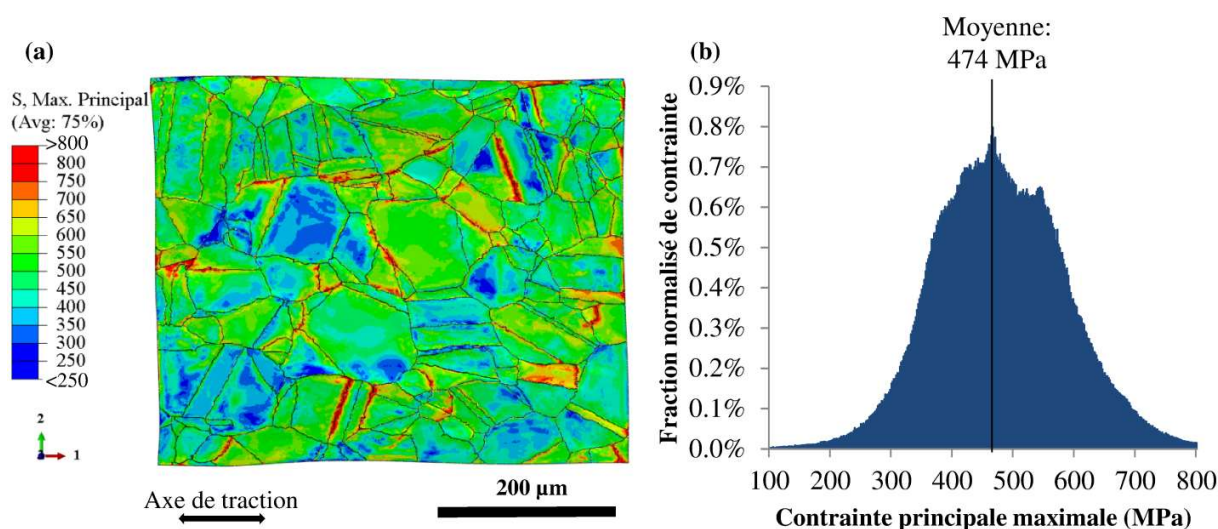 (a)
S, Max. Principal
(Avg: 75%)
>800
800
750
700
650
600
550
500
450
400
350
300
250
<250
2
1
Axe de traction
200 µm
(b)
Moyenne:
474 MPa
Fraction normalisé de contrainte
0.9%
0.8%
0.7%
0.6%
0.5%
0.4%
0.3%
0.2%
0.1%
0.0%
100 200 300 400 500 600 700 800
Contrainte principale maximale (MPa)